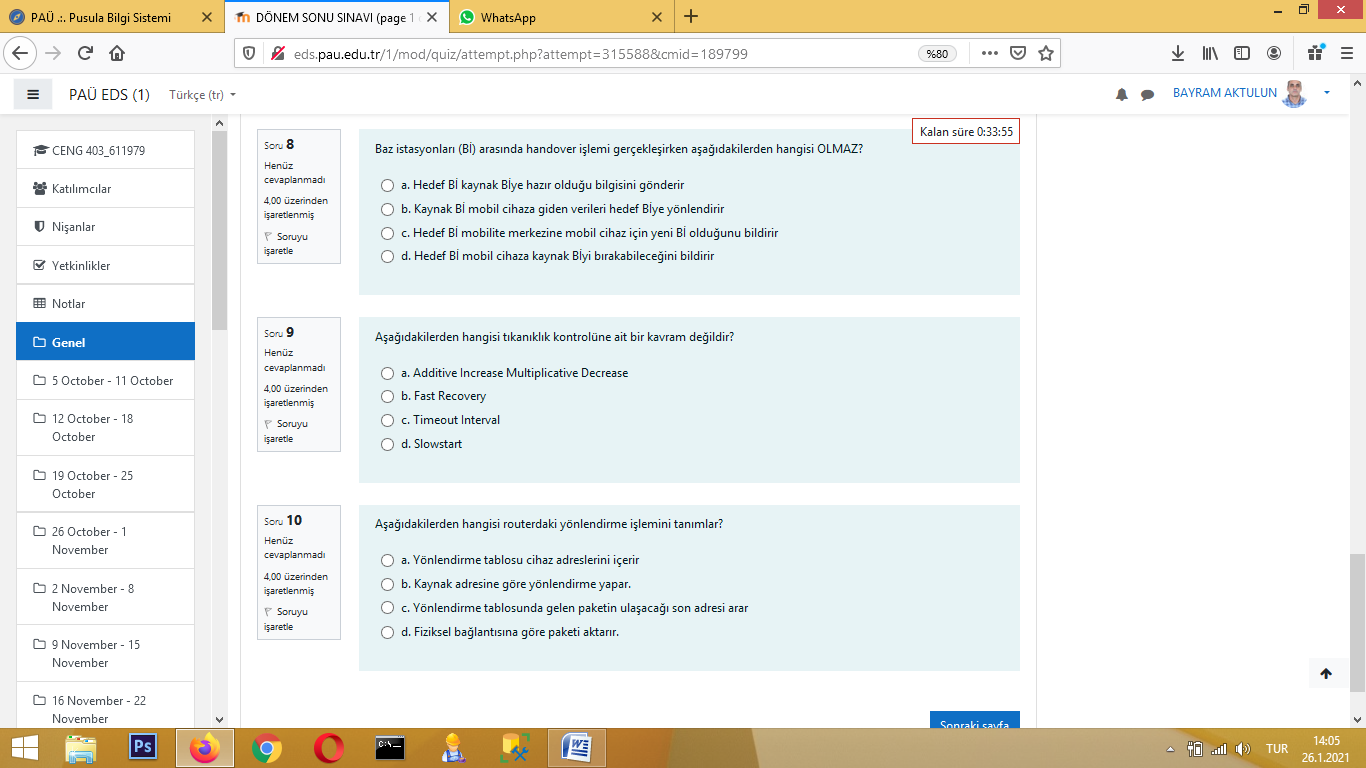 PAÜ .:. Pusula Bilgi Sistemi
DÖNEM SONU SINAVI (page 1
WhatsApp
eds.pau.edu.tr/1/mod/quiz/attempt.php?attempt=315588&cmid=189799
%80
PAÜ EDS (1)
Türkçe (tr)
BAYRAM AKTULUN
CENG 403_611979
Katılımcılar
Nişanlar
Yetkinlikler
Notlar
Genel
5 October - 11 October
12 October - 18
October
19 October - 25
October
26 October - 1
November
2 November - 8
November
9 November - 15
November
16 November - 22
November
Kalan süre 0:33:55
Soru 8
Henüz
cevaplanmadı
4,00 üzerinden
işaretlenmiş
Soruyu
işaretle
Baz istasyonları (Bİ) arasında handover işlemi gerçekleşirken aşağıdakilerden hangisi OLMAZ?
a. Hedef Bİ kaynak Bİye hazır olduğu bilgisini gönderir
b. Kaynak Bİ mobil cihaza giden verileri hedef Bİye yönlendirir
c. Hedef Bİ mobilite merkezine mobil cihaz için yeni Bİ olduğunu bildirir
d. Hedef Bİ mobil cihaza kaynak Bİyi bırakabileceğini bildirir
Soru 9
Henüz
cevaplanmadı
4,00 üzerinden
işaretlenmiş
Soruyu
işaretle
Aşağıdakilerden hangisi tıkanıklık kontrolüne ait bir kavram değildir?
a. Additive Increase Multiplicative Decrease
b. Fast Recovery
c. Timeout Interval
d. Slowstart
Soru 10
Henüz
cevaplanmadı
4,00 üzerinden
işaretlenmiş
Soruyu
işaretle
Aşağıdakilerden hangisi routerdaki yönlendirme işlemini tanımlar?
a. Yönlendirme tablosu cihaz adreslerini içerir
b. Kaynak adresine göre yönlendirme yapar.
c. Yönlendirme tablosunda gelen paketin ulaşacağı son adresi arar
d. Fiziksel bağlantısına göre paketi aktarır.
Sonraki sayfa
Ps
C:\_
TUR
14:05
26.1.2021